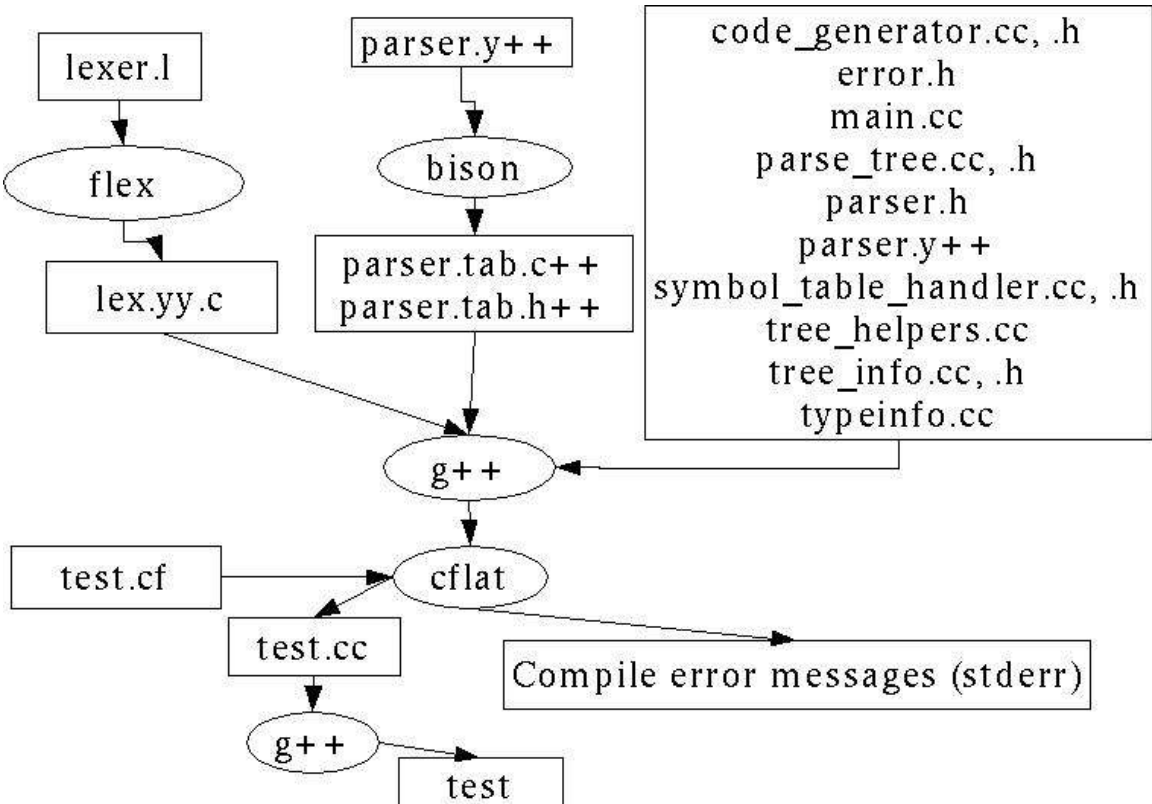 lexer.l
parser.y++
code_generator.cc, .h
error.h
main.cc
parse_tree.cc, .h
parser.h
parser.y++
symbol_table_handler.cc, .h
tree_helpers.cc
tree_info.cc, .h
typeinfo.cc
flex
bison
lex.yy.c
parser.tab.c++
parser.tab.h++
g++
test.cf
cflat
test.cc
Compile error messages (stderr)
g++
test